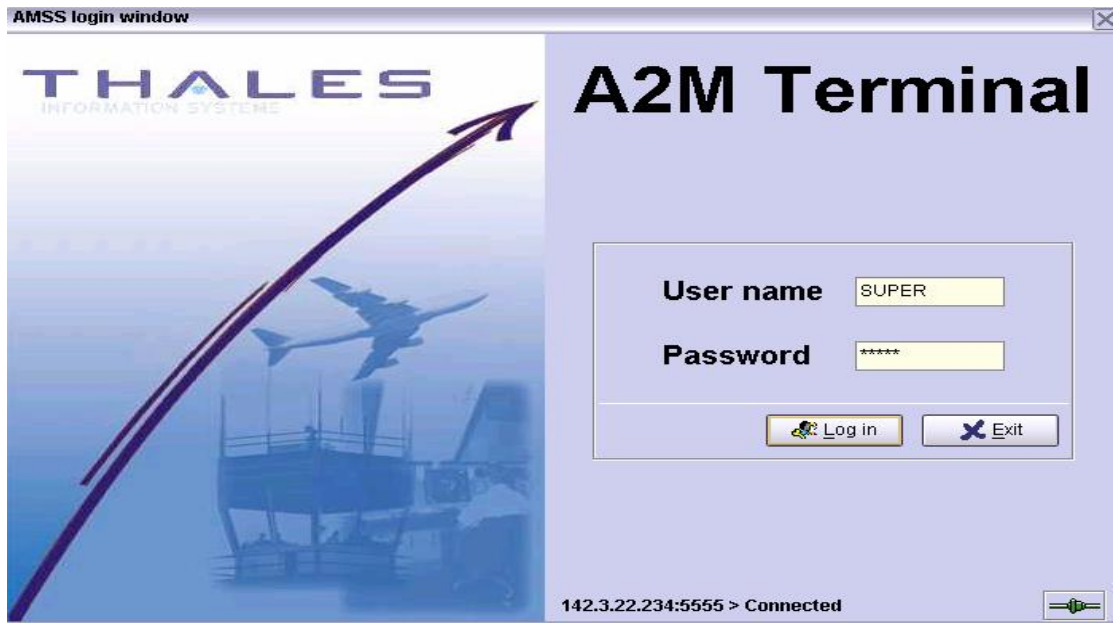 AMSS login window
THALES
INFORMATION SYSTEMS
A2M Terminal
User name SUPER
Password *****
Log in Exit
142.3.22.234:5555 > Connected